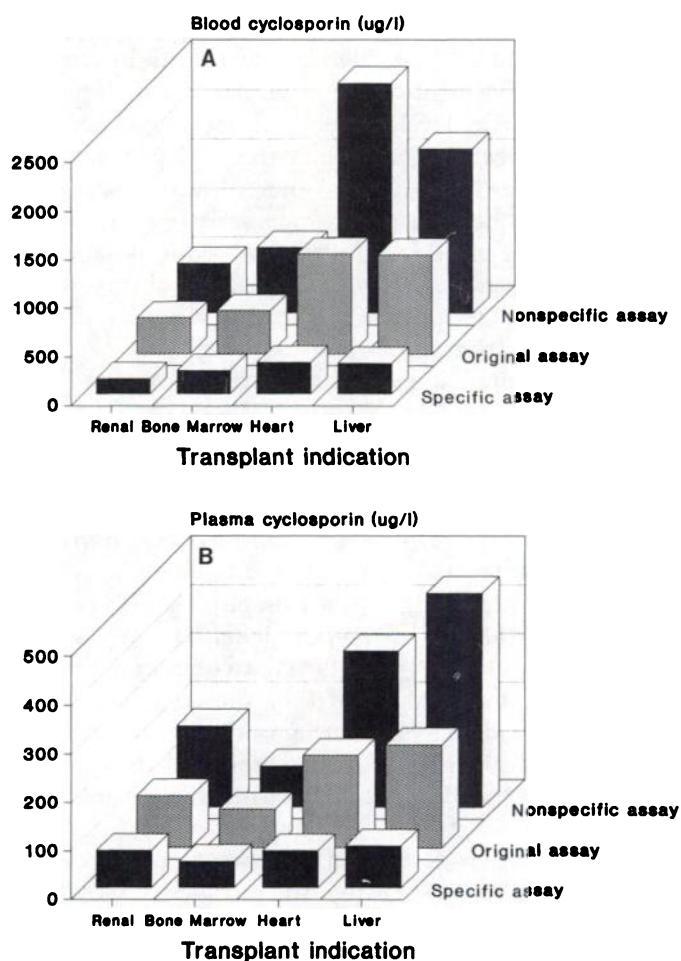 Blood cyclosporin (ug/l)
A
2500
2000
1500
1000
500
0
Nonspecific assay
Original assay
Specific assay
Renal Bone Marrow Heart Liver
Transplant indication
Plasma cyclosporin (ug/l)
B
500
400
300
200
100
0
Nonspecific assay
Original assay
Specific assay
Renal Bone Marrow Heart Liver
Transplant indication